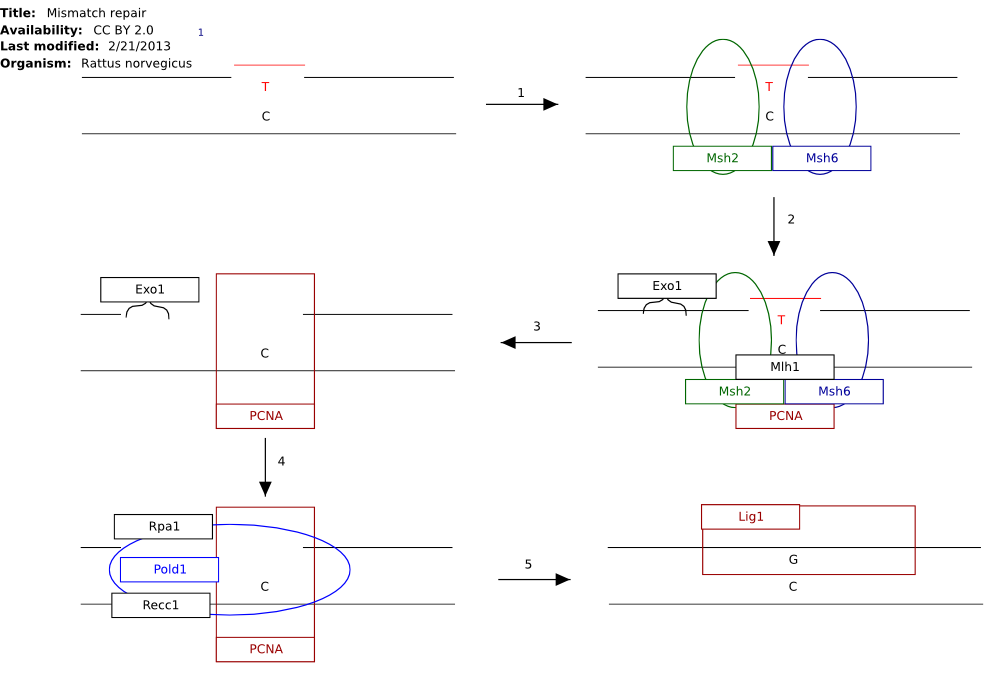 Title: Mismatch repair
Availability: CC BY 2.0
1
Last modified: 2/21/2013
Organism: Rattus norvegicus
T
C
1
T
C
Msh2
Msh6
2
Exo1
C
PCNA
3
Exo1
T
C
Mlh1
Msh2
Msh6
PCNA
4
Rpa1
Pold1
Recc1
C
PCNA
5
Lig1
G
C